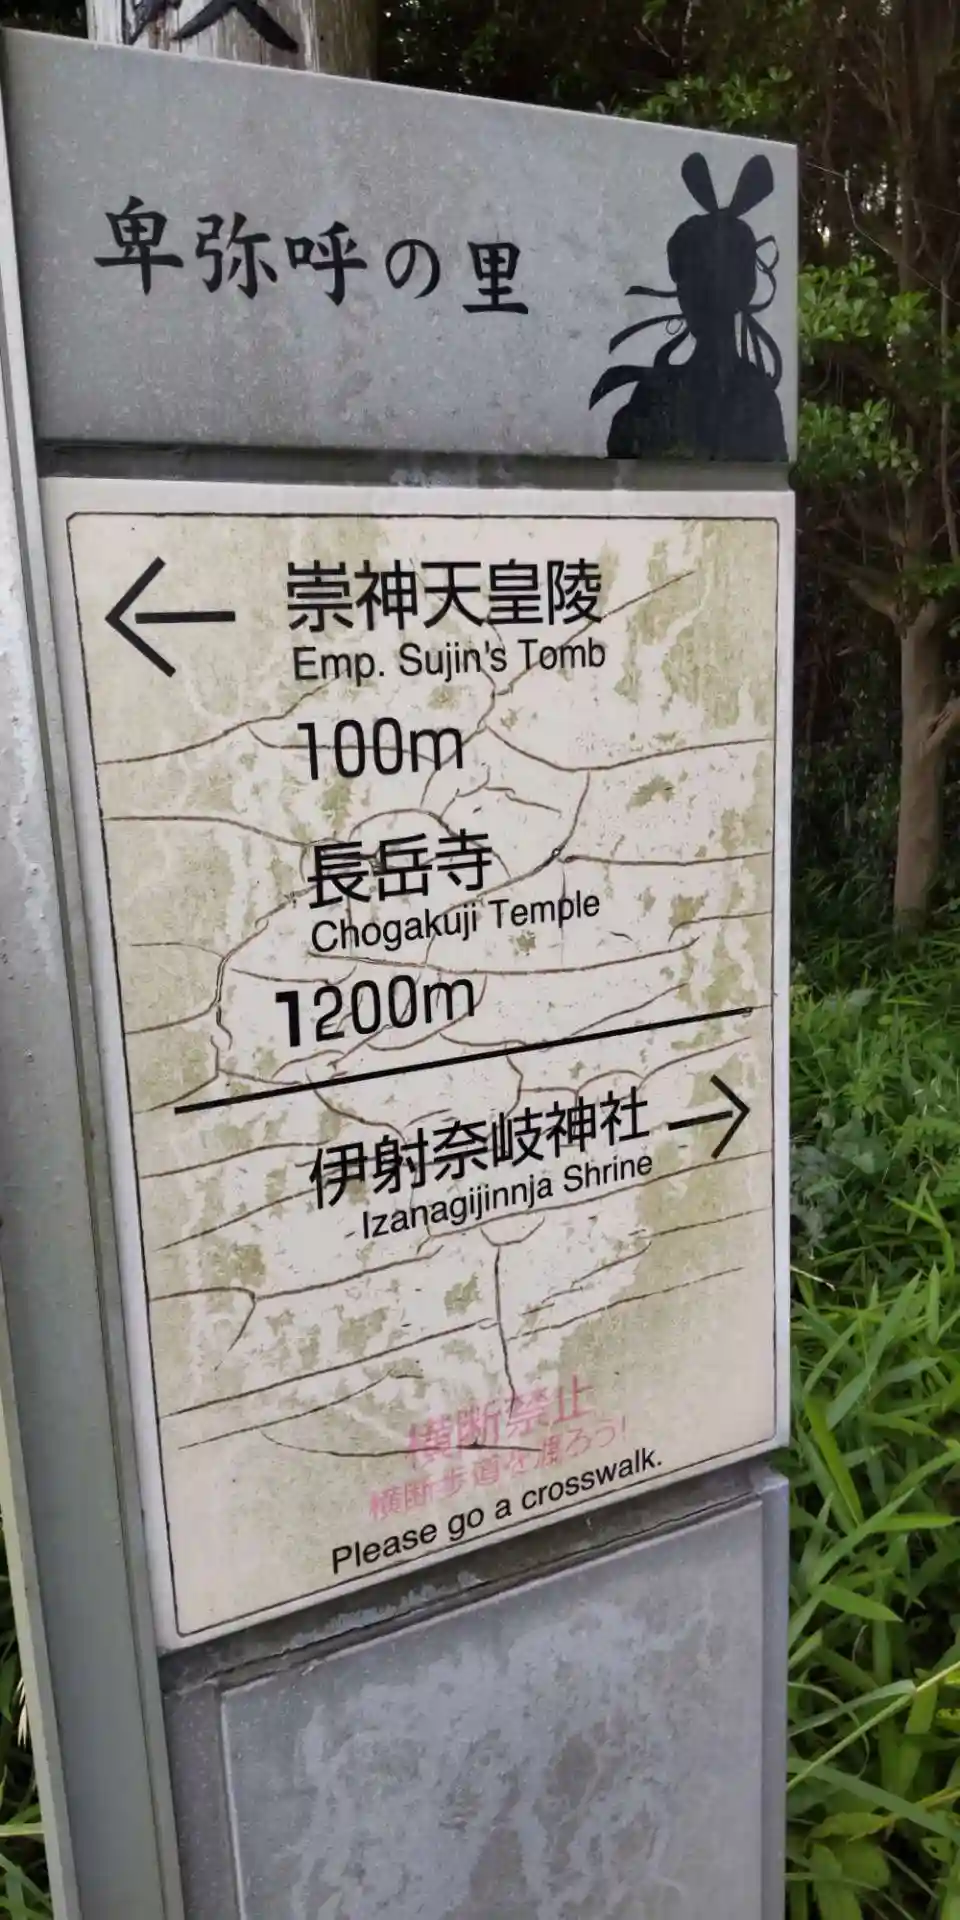 卑弥呼の里
崇神天皇陵
Emp. Sujin's Tomb
100m
長岳寺
Chogakuji Temple
1200m
伊射奈岐神社
Izanagijinnja Shrine
横断禁止
横断歩道を渡ろう!
Please go a crosswalk.